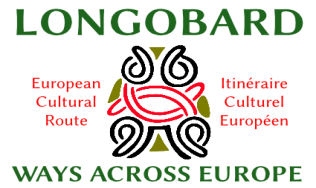 LONGOBARD
European
Cultural
Route
Itinéraire
Culturel
Européen
WAYS ACROSS EUROPE